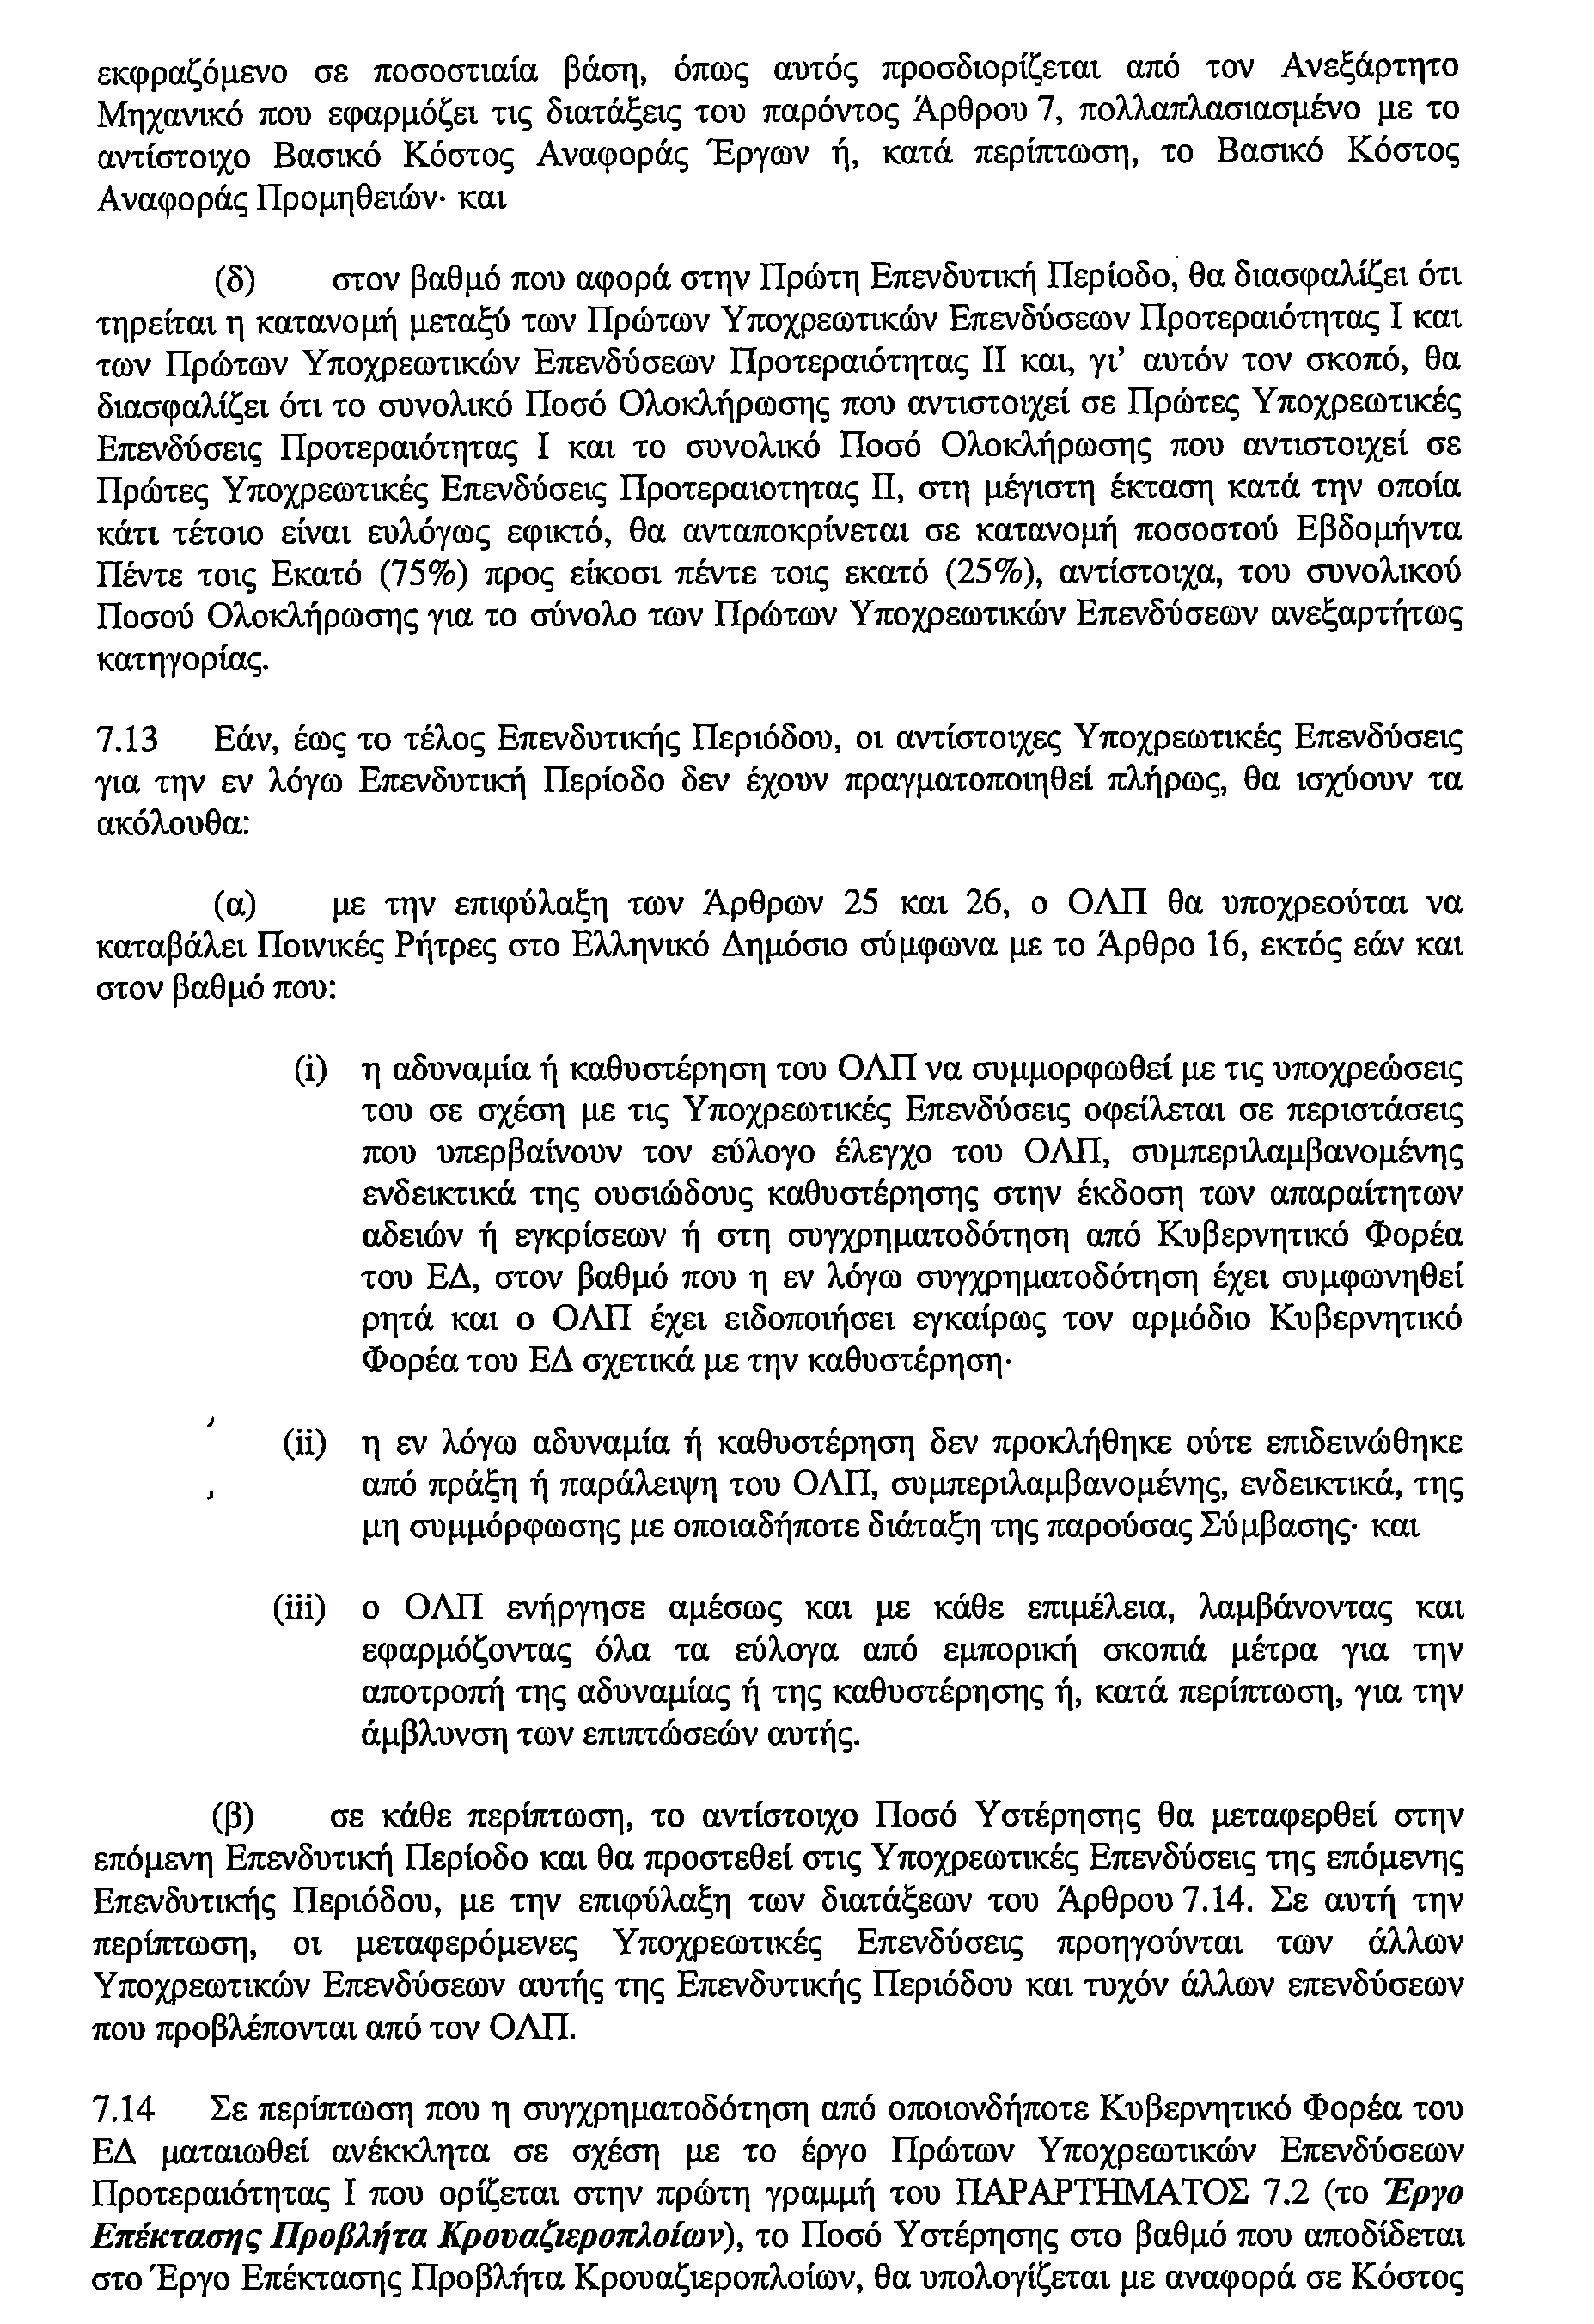 εκφραζόμενο σε ποσοστιαία βάση, όπως αυτός προσδιορίζεται από τον Ανεξάρτητο
Μηχανικό που εφαρμόζει τις διατάξεις του παρόντος Άρθρου 7, πολλαπλασιασμένο με το
αντίστοιχο Βασικό Κόστος Αναφοράς Έργων ή, κατά περίπτωση, το Βασικό Κόστος
Αναφοράς Προμηθειών· και
(δ) στον βαθμό που αφορά στην Πρώτη Επενδυτική Περίοδο, θα διασφαλίζει ότι
τηρείται η κατανομή μεταξύ των Πρώτων Υποχρεωτικών Επενδύσεων Προτεραιότητας I και
των Πρώτων Υποχρεωτικών Επενδύσεων Προτεραιότητας II και, γι’ αυτόν τον σκοπό, θα
διασφαλίζει ότι το συνολικό Ποσό Ολοκλήρωσης που αντιστοιχεί σε Πρώτες Υποχρεωτικές
Επενδύσεις Προτεραιότητας I και το συνολικό Ποσό Ολοκλήρωσης που αντιστοιχεί σε
Πρώτες Υποχρεωτικές Επενδύσεις Προτεραιοτητας II, στη μέγιστη έκταση κατά την οποία
κάτι τέτοιο είναι ευλόγως εφικτό, θα ανταποκρίνεται σε κατανομή ποσοστού Εβδομήντα
Πέντε τοις Εκατό (75%) προς είκοσι πέντε τοις εκατό (25%), αντίστοιχα, του συνολικού
Ποσού Ολοκλήρωσης για το σύνολο των Πρώτων Υποχρεωτικών Επενδύσεων ανεξαρτήτως
κατηγορίας.
7.13 Εάν, έως το τέλος Επενδυτικής Περιόδου, οι αντίστοιχες Υποχρεωτικές Επενδύσεις
για την εν λόγω Επενδυτική Περίοδο δεν έχουν πραγματοποιηθεί πλήρως, θα ισχύουν τα
ακόλουθα:
(α) με την επιφύλαξη των Άρθρων 25 και 26, ο ΟΛΠ θα υποχρεούται να
καταβάλει Ποινικές Ρήτρες στο Ελληνικό Δημόσιο σύμφωνα με το Άρθρο 16, εκτός εάν και
στον βαθμό που:
(i) η αδυναμία ή καθυστέρηση του ΟΛΠ να συμμορφωθεί με τις υποχρεώσεις
του σε σχέση με τις Υποχρεωτικές Επενδύσεις οφείλεται σε περιστάσεις
που υπερβαίνουν τον εύλογο έλεγχο του ΟΛΠ, συμπεριλαμβανομένης
ενδεικτικά της ουσιώδους καθυστέρησης στην έκδοση των απαραίτητων
αδειών ή εγκρίσεων ή στη συγχρηματοδότηση από Κυβερνητικό Φορέα
του ΕΔ, στον βαθμό που η εν λόγω συγχρηματοδότηση έχει συμφωνηθεί
ρητά και ο ΟΛΠ έχει ειδοποιήσει εγκαίρως τον αρμόδιο Κυβερνητικό
Φορέα του ΕΔ σχετικά με την καθυστέρηση·
(ii) η εν λόγω αδυναμία ή καθυστέρηση δεν προκλήθηκε ούτε επιδεινώθηκε
από πράξη ή παράλειψη του ΟΛΠ, συμπεριλαμβανομένης, ενδεικτικά, της
μη συμμόρφωσης με οποιαδήποτε διάταξη της παρούσας Σύμβασης· και
(iii) ο ΟΛΠ ενήργησε αμέσως και με κάθε επιμέλεια, λαμβάνοντας και
εφαρμόζοντας όλα τα εύλογα από εμπορική σκοπιά μέτρα για την
αποτροπή της αδυναμίας ή της καθυστέρησης ή, κατά περίπτωση, για την
άμβλυνση των επιπτώσεών αυτής.
(β) σε κάθε περίπτωση, το αντίστοιχο Ποσό Υστέρησης θα μεταφερθεί στην
επόμενη Επενδυτική Περίοδο και θα προστεθεί στις Υποχρεωτικές Επενδύσεις της επόμενης
Επενδυτικής Περιόδου, με την επιφύλαξη των διατάξεων του Άρθρου 7.14. Σε αυτή την
περίπτωση, οι μεταφερόμενες Υποχρεωτικές Επενδύσεις προηγούνται των άλλων
Υποχρεωτικών Επενδύσεων αυτής της Επενδυτικής Περιόδου και τυχόν άλλων επενδύσεων
που προβλέπονται από τον ΟΛΠ.
7.14 Σε περίπτωση που η συγχρηματοδότηση από οποιονδήποτε Κυβερνητικό Φορέα του
ΕΔ ματαιωθεί ανέκκλητα σε σχέση με το έργο Πρώτων Υποχρεωτικών Επενδύσεων
Προτεραιότητας I που ορίζεται στην πρώτη γραμμή του ΠΑΡΑΡΤΗΜΑΤΟΣ 7.2 (το Έργο
Επέκτασης Προβλήτα Κρουαζιεροπλοίων), το Ποσό Υστέρησης στο βαθμό που αποδίδεται
στο Έργο Επέκτασης Προβλήτα Κρουαζιεροπλοίων, θα υπολογίζεται με αναφορά σε Κόστος